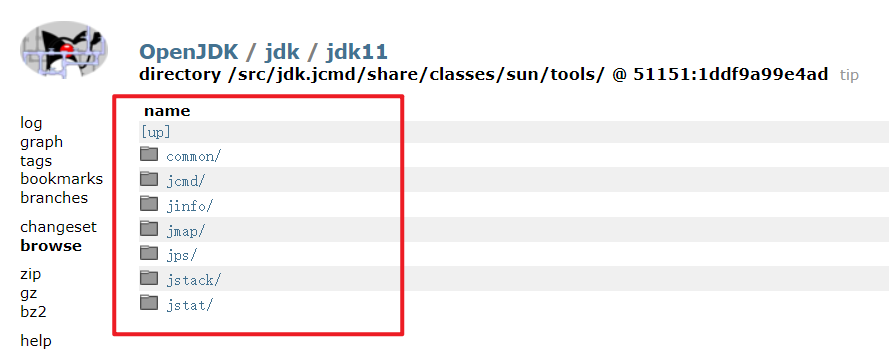 OpenJDK / jdk / jdk11
directory /src/jdk.jcmd/share/classes/sun/tools/ @ 51151:1ddf9a99e4ad tip
log
graph
tags
bookmarks
branches
changeset
browse
zip
gz
bz2
help
name
[up]
common/
jcmd/
jinfo/
jmap/
jps/
jstack/
jstat/